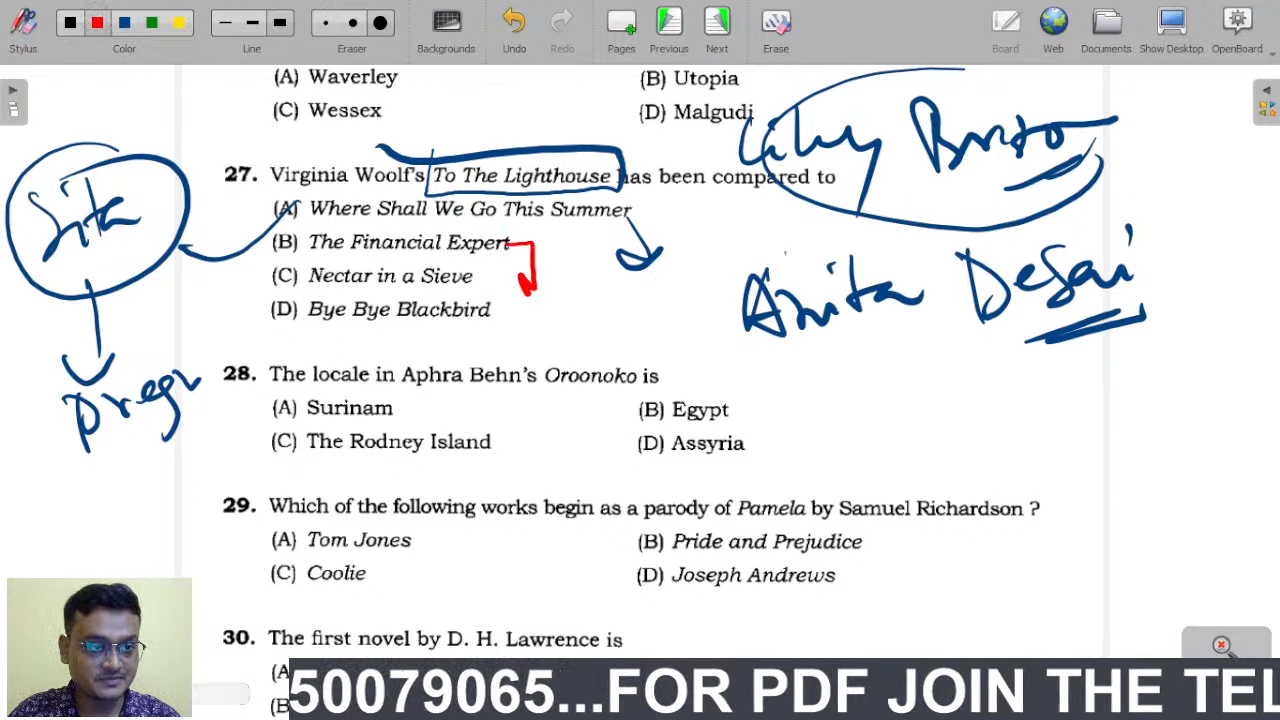 Stylus
Color
Line
Eraser
Backgrounds
Undo
Redo
Pages
Previous
Next
Erase
Board
Web
Documents
Show Desktop
OpenBoard
(A) Waverley
(B) Utopia
(C) Wessex
(D) Malgudi
27. Virginia Woolf's To The Lighthouse has been compared to
(A) Where Shall We Go This Summer
(B) The Financial Expert
(C) Nectar in a Sieve
(D) Bye Bye Blackbird
Sita
Anita Desai
28. The locale in Aphra Behn's Oroonoko is
(A) Surinam
(B) Egypt
(C) The Rodney Island
(D) Assyria
pregn
29. Which of the following works begin as a parody of Pamela by Samuel Richardson ?
(A) Tom Jones
(B) Pride and Prejudice
(C) Coolie
(D) Joseph Andrews
30. The first novel by D. H. Lawrence is
(A
(B
50079065...FOR PDF JOIN THE TEL